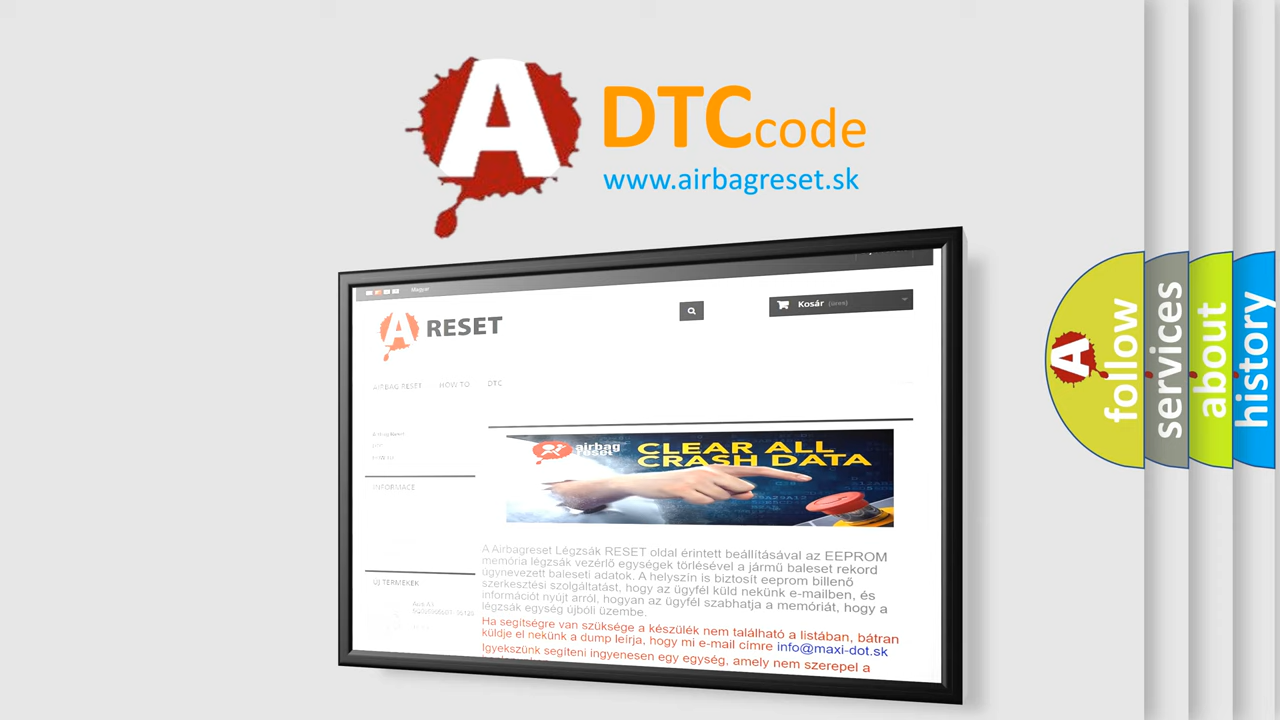 A
DTC code
www.airbagreset.sk
Magyar
Kosár (üres)
A RESET
AIRBAG RESET HOW TO DTC
airbag reset
CLEAR ALL
CRASH DATA
INFORMACE
A Airbagreset Légzsák RESET oldal érintett beállításával az EEPROM
memória légzsák vezérlő egységek törlésével a jármű baleset rekord
úgynevezett baleseti adatok. A helyszín is biztosít eeprom billenő
szerkesztési szolgáltatást, hogy az ügyfél küld nekünk e-mailben, és
információt nyújt arról, hogyan az ügyfél szabhatja a memóriát, hogy a
légzsák egység újbóli üzembe.
ÚJ TERMÉKEK
Ha segítségre van szüksége a készülék nem található a listában, bátran
küldje el nekünk a dump leírja, hogy mi e-mail címre info@maxi-dot.sk
Igyekszünk segíteni ingyenesen egy egység, amely nem szerepel a
A
follow
services
about
history